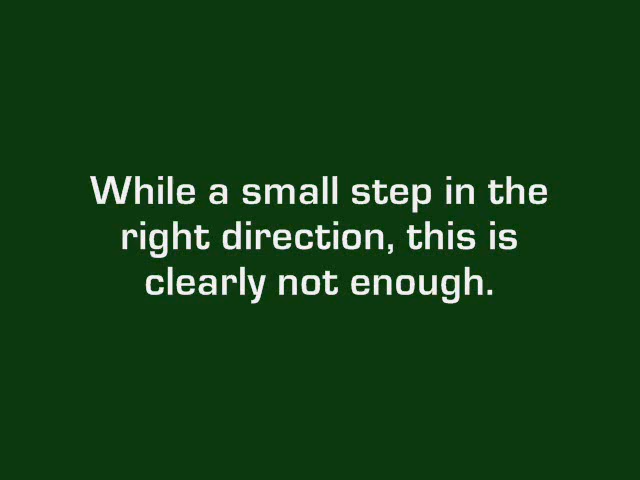 While a small step in the
right direction, this is
clearly not enough.